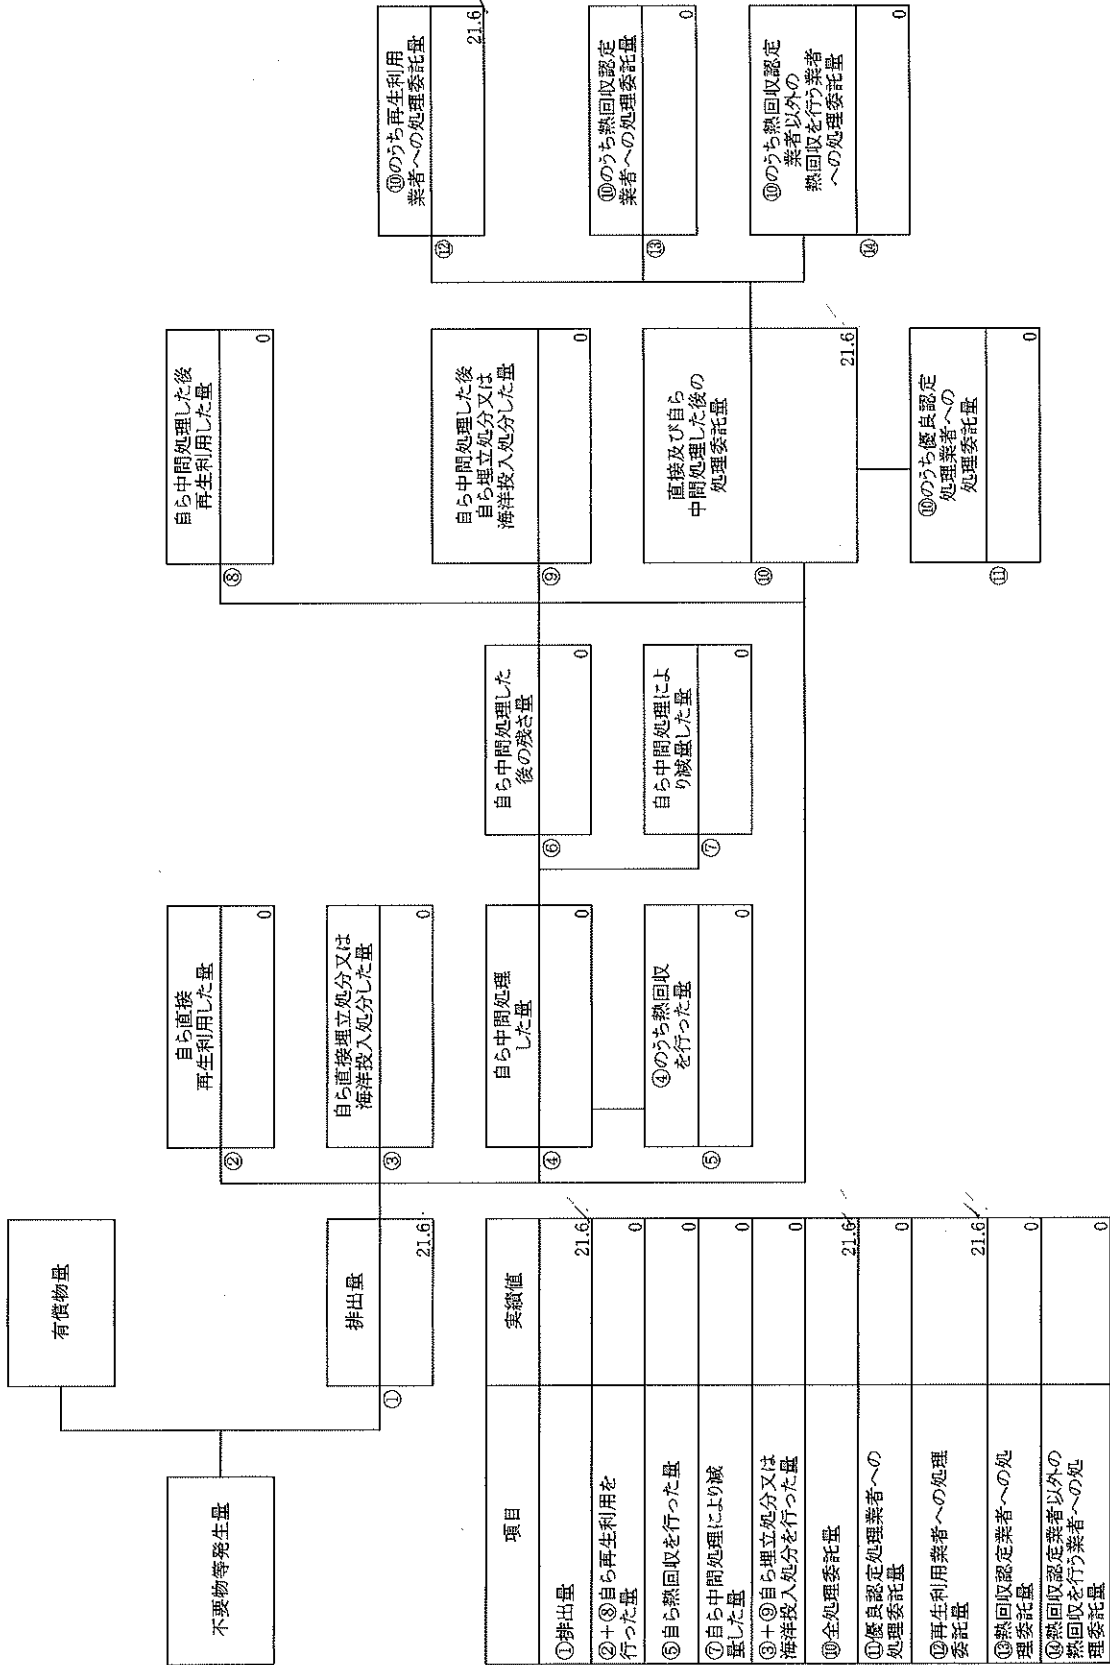 有償物量
不要物等発生量
排出量
①
21.6
自ら直接
再生利用した量
②
0
自ら直接埋立処分又は
海洋投入処分した量
③
0
自ら中間処理
した量
④
0
④のうち熱回収
を行った量
⑤
0
自ら中間処理した
後の残さ量
⑥
0
自ら中間処理によ
り減量した量
⑦
0
自ら中間処理した後
再生利用した量
⑧
0
自ら中間処理した後
自ら埋立処分又は
海洋投入処分した量
⑨
0
直接及び自ら
中間処理した後の
処理委託量
⑩
21.6
⑩のうち優良認定
処理業者への
処理委託量
⑪
0
⑩のうち再生利用
業者への処理委託量
⑫
21.6
⑩のうち熱回収認定
業者への処理委託量
⑬
0
⑩のうち熱回収認定
業者以外の
熱回収を行う業者
への処理委託量
⑭
0
項目 実績値
①排出量 21.6
②+⑧自ら再生利用を
行った量 0
⑤自ら熱回収を行った量 0
⑦自ら中間処理により減
量した量 0
③+⑨自ら埋立処分又は
海洋投入処分を行った量 0
⑩全処理委託量 21.6
⑪優良認定処理業者への
処理委託量 0
⑫再生利用業者への処理
委託量 21.6
⑬熱回収認定業者への処
理委託量 0
⑭熱回収認定業者以外の
熱回収を行う業者への処
理委託量 0